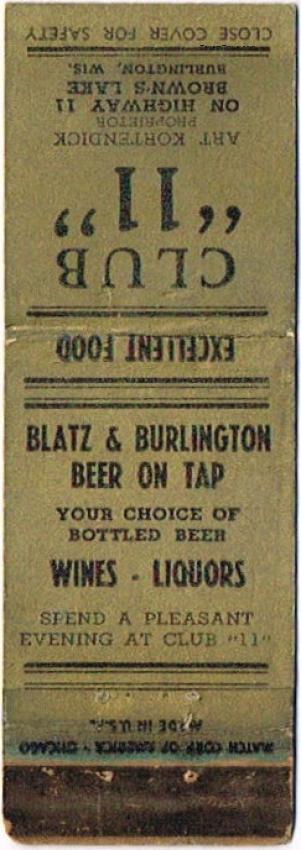 CLOSE COVER FOR SAFETY
BURLINGTON, WIS.
BROWN'S LAKE
ON HIGHWAY 11
PROPRIETOR
ART KORTENDICK
"11"
CLUB
EXCELLENT FOOD
BLATZ & BURLINGTON
BEER ON TAP
YOUR CHOICE OF
BOTTLED BEER
WINES - LIQUORS
SPEND A PLEASANT
EVENING AT CLUB "11"
MADE IN U.S.A.
MATCH CORP OF AMERICA - CHICAGO